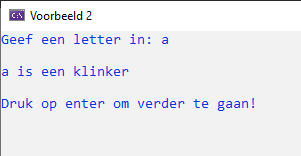 C:\ Voorbeeld 2
Geef een letter in: a
a is een klinker
Druk op enter om verder te gaan!